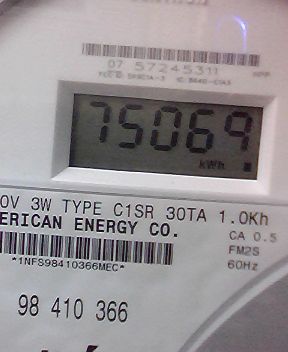 07 57245311
75069
kWh
0V 3W TYPE C1SR 30TA 1.0Kh
ERICAN ENERGY CO.
CA 0.5
FM2S
60Hz
*1NFS98410366MEC*
98 410 366